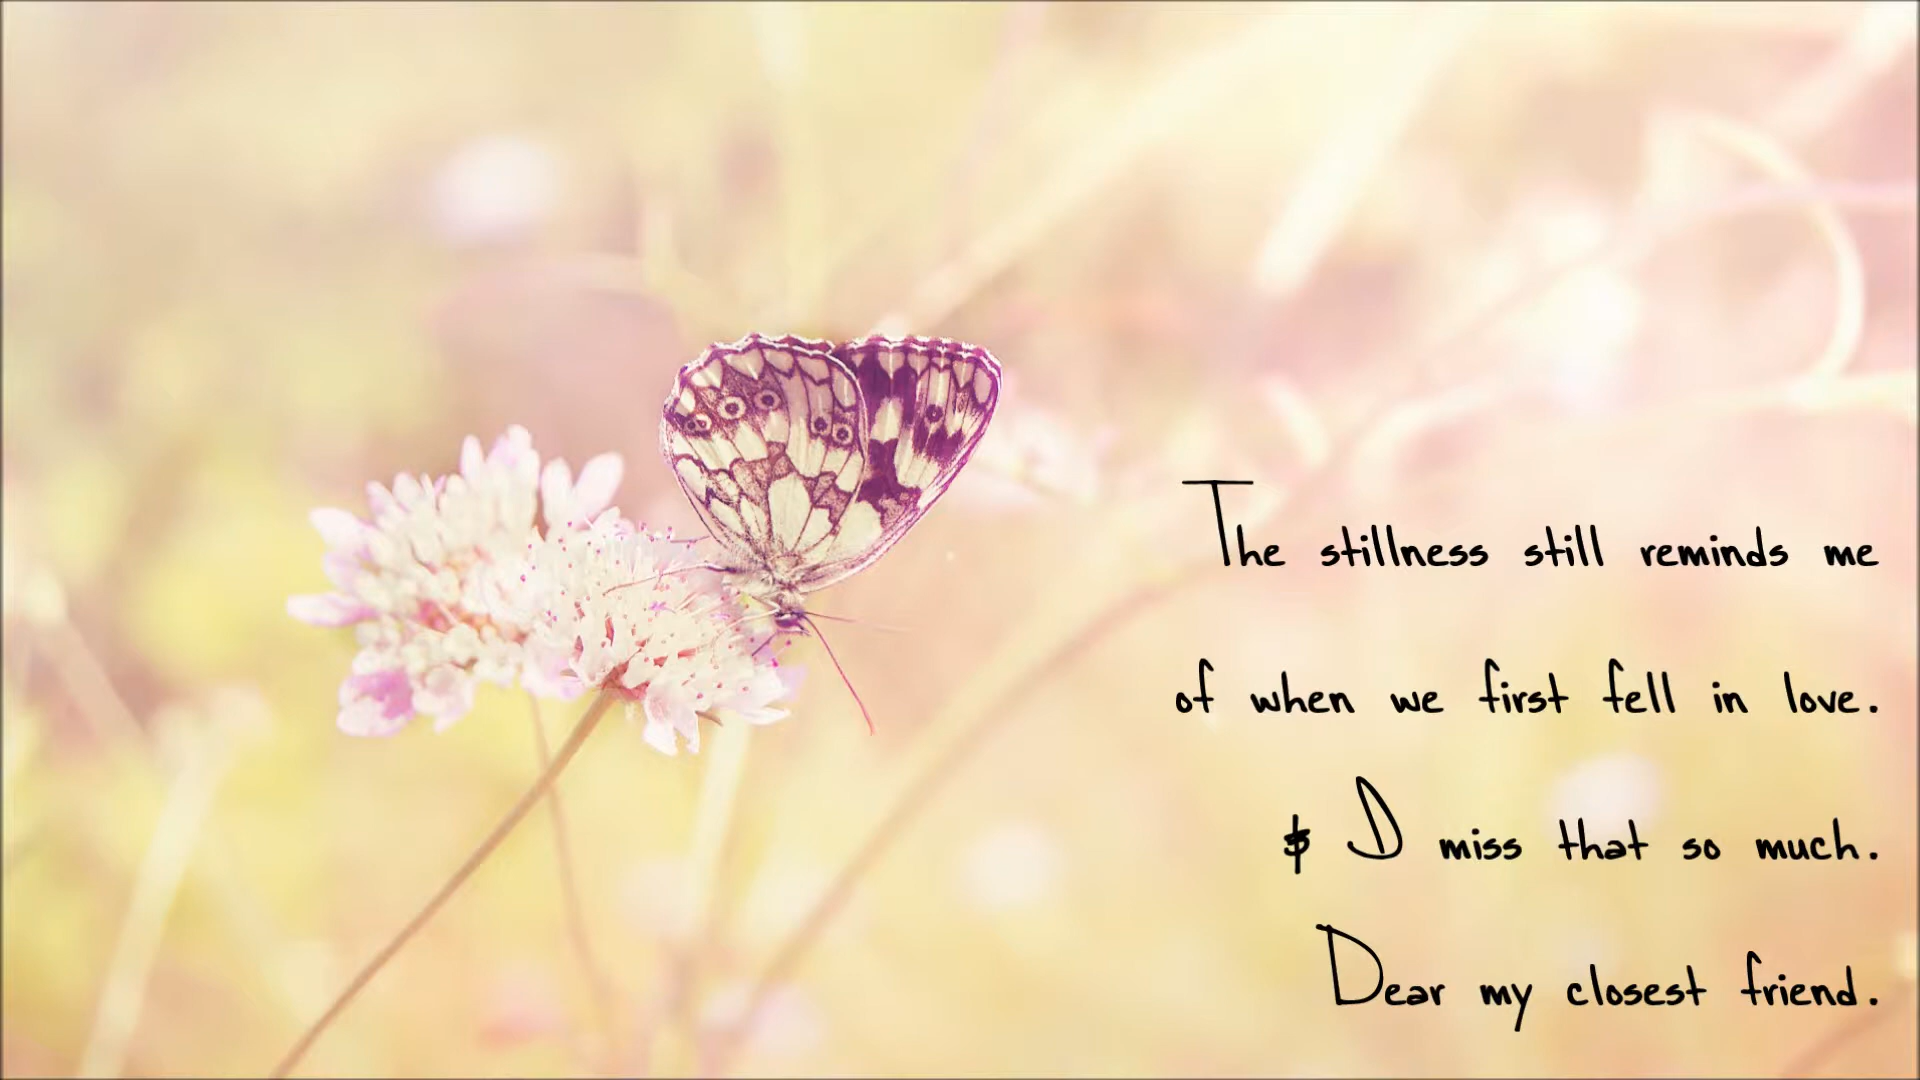 The stillness still reminds me
of when we first fell in love.
& I miss that so much.
Dear my closest friend.